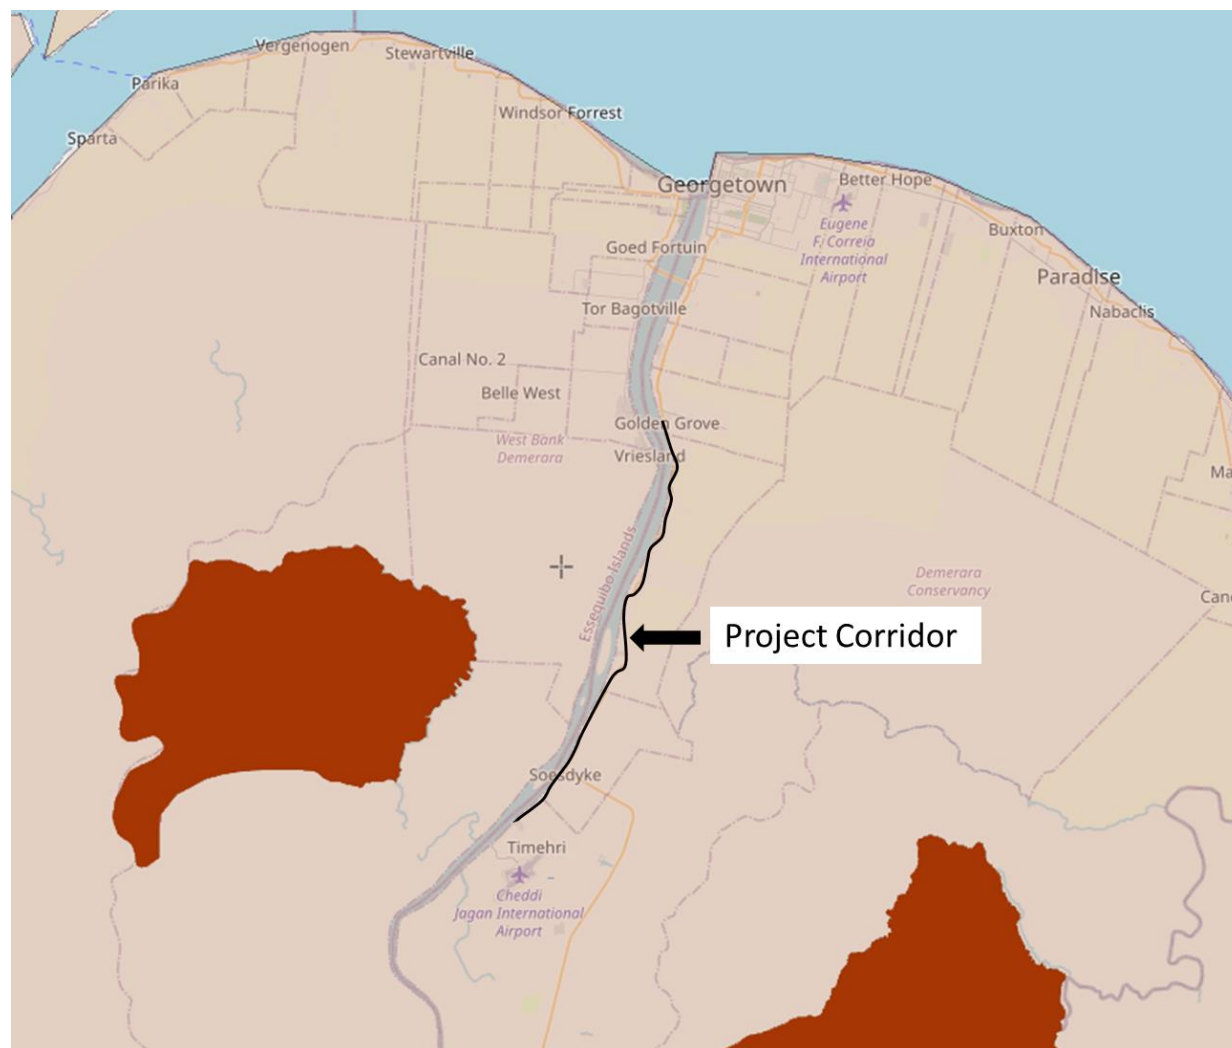 Vergenogen
Stewartville
Parika
Windsor Forrest
Sparta
Georgetown
Better Hope
Eugene
F. Correia
International
Airport
Buxton
Goed Fortuin
Paradise
Tor Bagotville
Nabaclis
Canal No. 2
Belle West
Golden Grove
West Bank
Demerara
Vriesland
Ma
Essequibo Islands
Demerara
Conservancy
Canc
Project Corridor
Soesdyke
Timehri
Cheddi
Jagan International
Airport